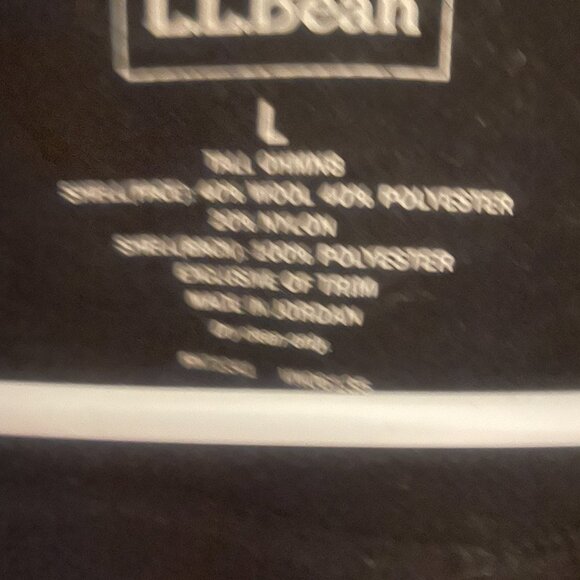 L.L.Bean
L
TALL
SHELL(FACE): 40% WOOL 40% POLYESTER
20% NYLON
SHELL(BACK): 100% POLYESTER
EXCLUSIVE OF TRIM
MADE IN JORDAN